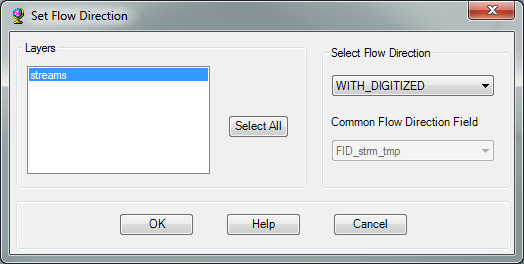 Set Flow Direction
Layers
streams
Select All
Select Flow Direction
WITH_DIGITIZED
Common Flow Direction Field
FID_strm_tmp
OK
Help
Cancel